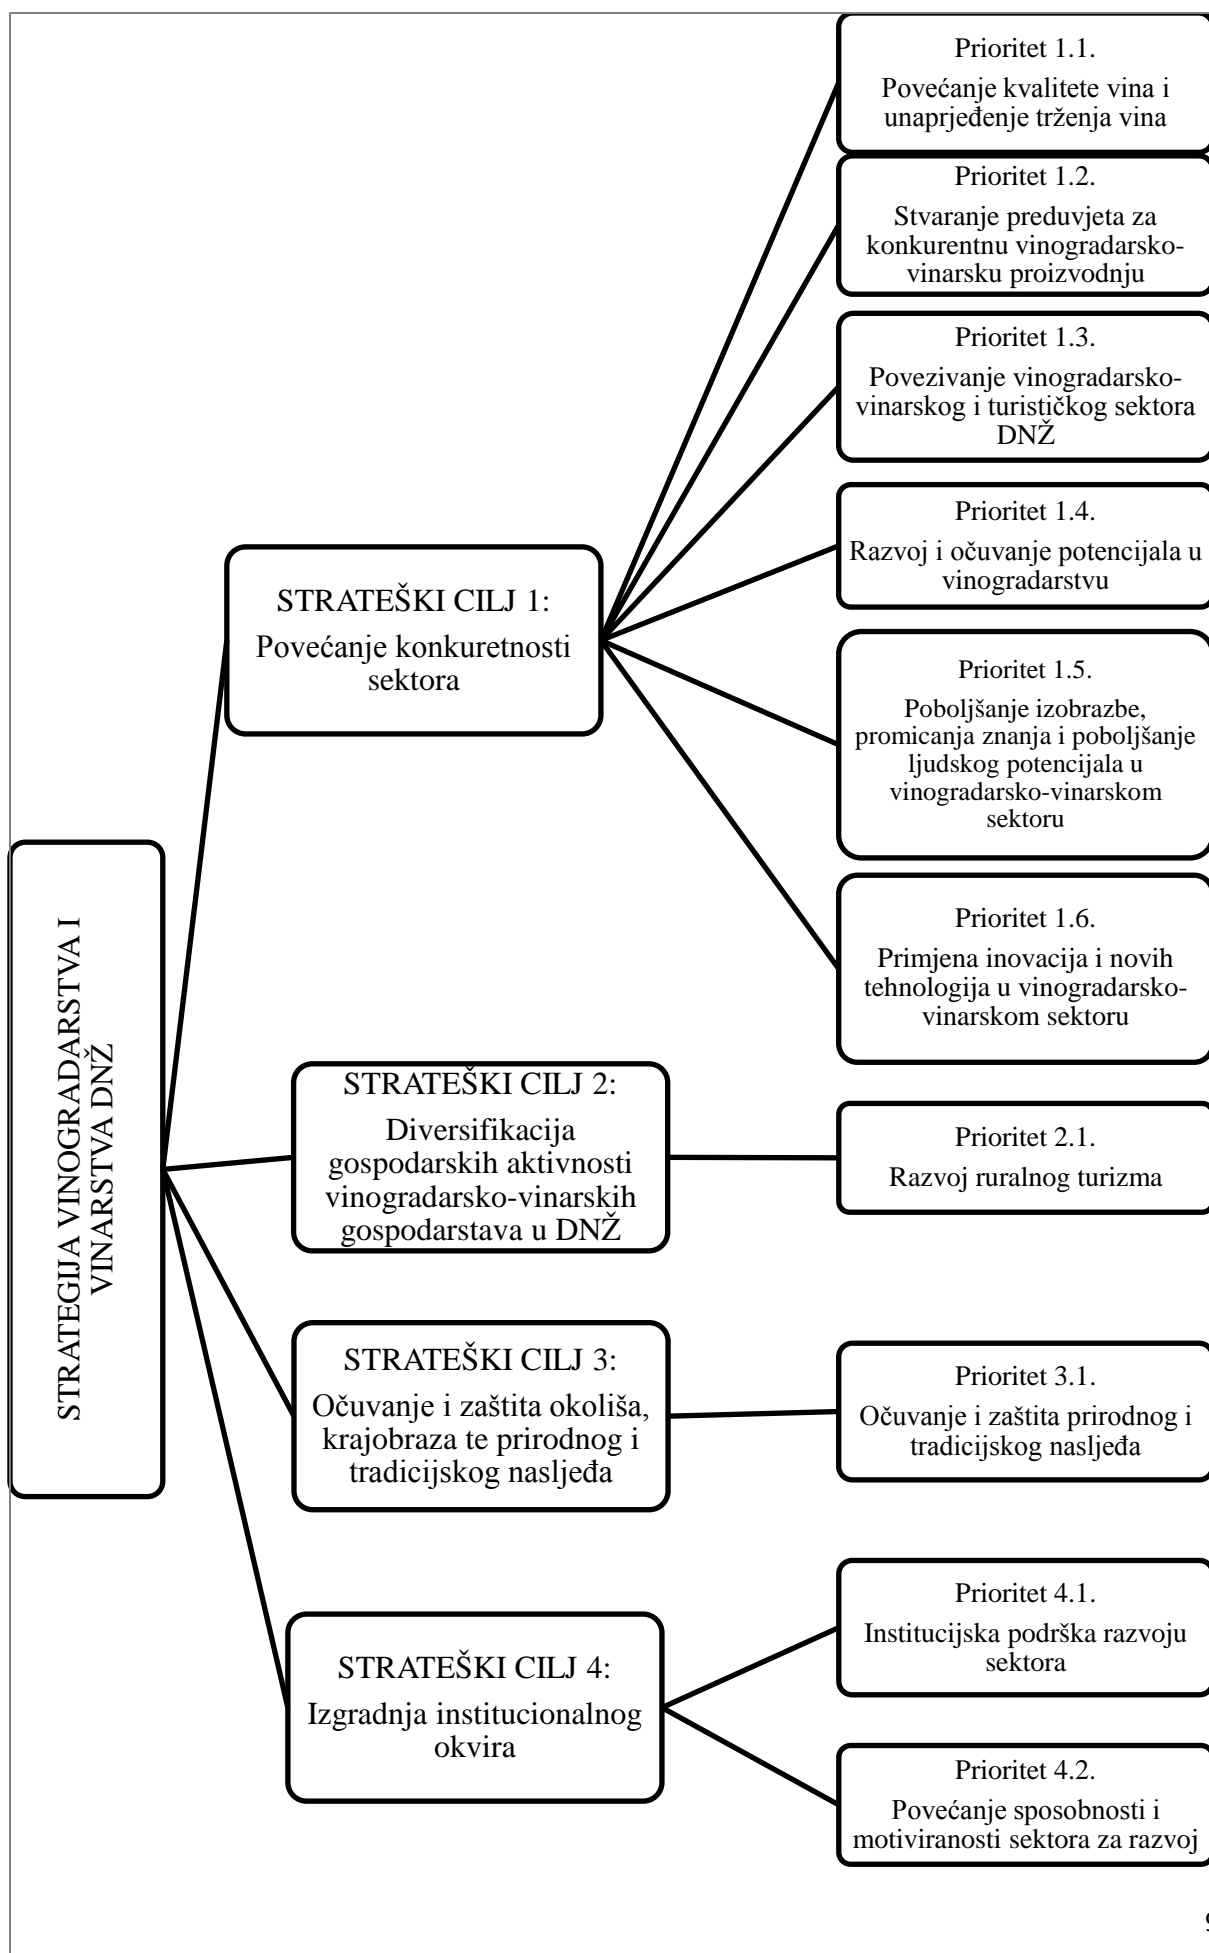 Prioritet 1.1.
Povećanje kvalitete vina i
unaprjeđenje trženja vina
Prioritet 1.2.
Stvaranje preduvjeta za
konkurentnu vinogradarsko-
vinarsku proizvodnju
Prioritet 1.3.
Povezivanje vinogradarsko-
vinarskog i turističkog sektora
DNŽ
Prioritet 1.4.
Razvoj i očuvanje potencijala u
vinogradarstvu
STRATEŠKI CILJ 1:
Povećanje konkuretnosti
sektora
Prioritet 1.5.
Poboljšanje izobrazbe,
promicanja znanja i poboljšanje
ljudskog potencijala u
vinogradarsko-vinarskom
sektoru
Prioritet 1.6.
Primjena inovacija i novih
tehnologija u vinogradarsko-
vinarskom sektoru
STRATEGIJA VINOGRADARSTVA I
VINARSTVA DNŽ
STRATEŠKI CILJ 2:
Diversifikacija
gospodarskih aktivnosti
vinogradarsko-vinarskih
gospodarstava u DNŽ
Prioritet 2.1.
Razvoj ruralnog turizma
STRATEŠKI CILJ 3:
Očuvanje i zaštita okoliša,
krajobraza te prirodnog i
tradicijskog nasljeđa
Prioritet 3.1.
Očuvanje i zaštita prirodnog i
tradicijskog nasljeđa
STRATEŠKI CILJ 4:
Izgradnja institucionalnog
okvira
Prioritet 4.1.
Institucijska podrška razvoju
sektora
Prioritet 4.2.
Povećanje sposobnosti i
motiviranosti sektora za razvoj